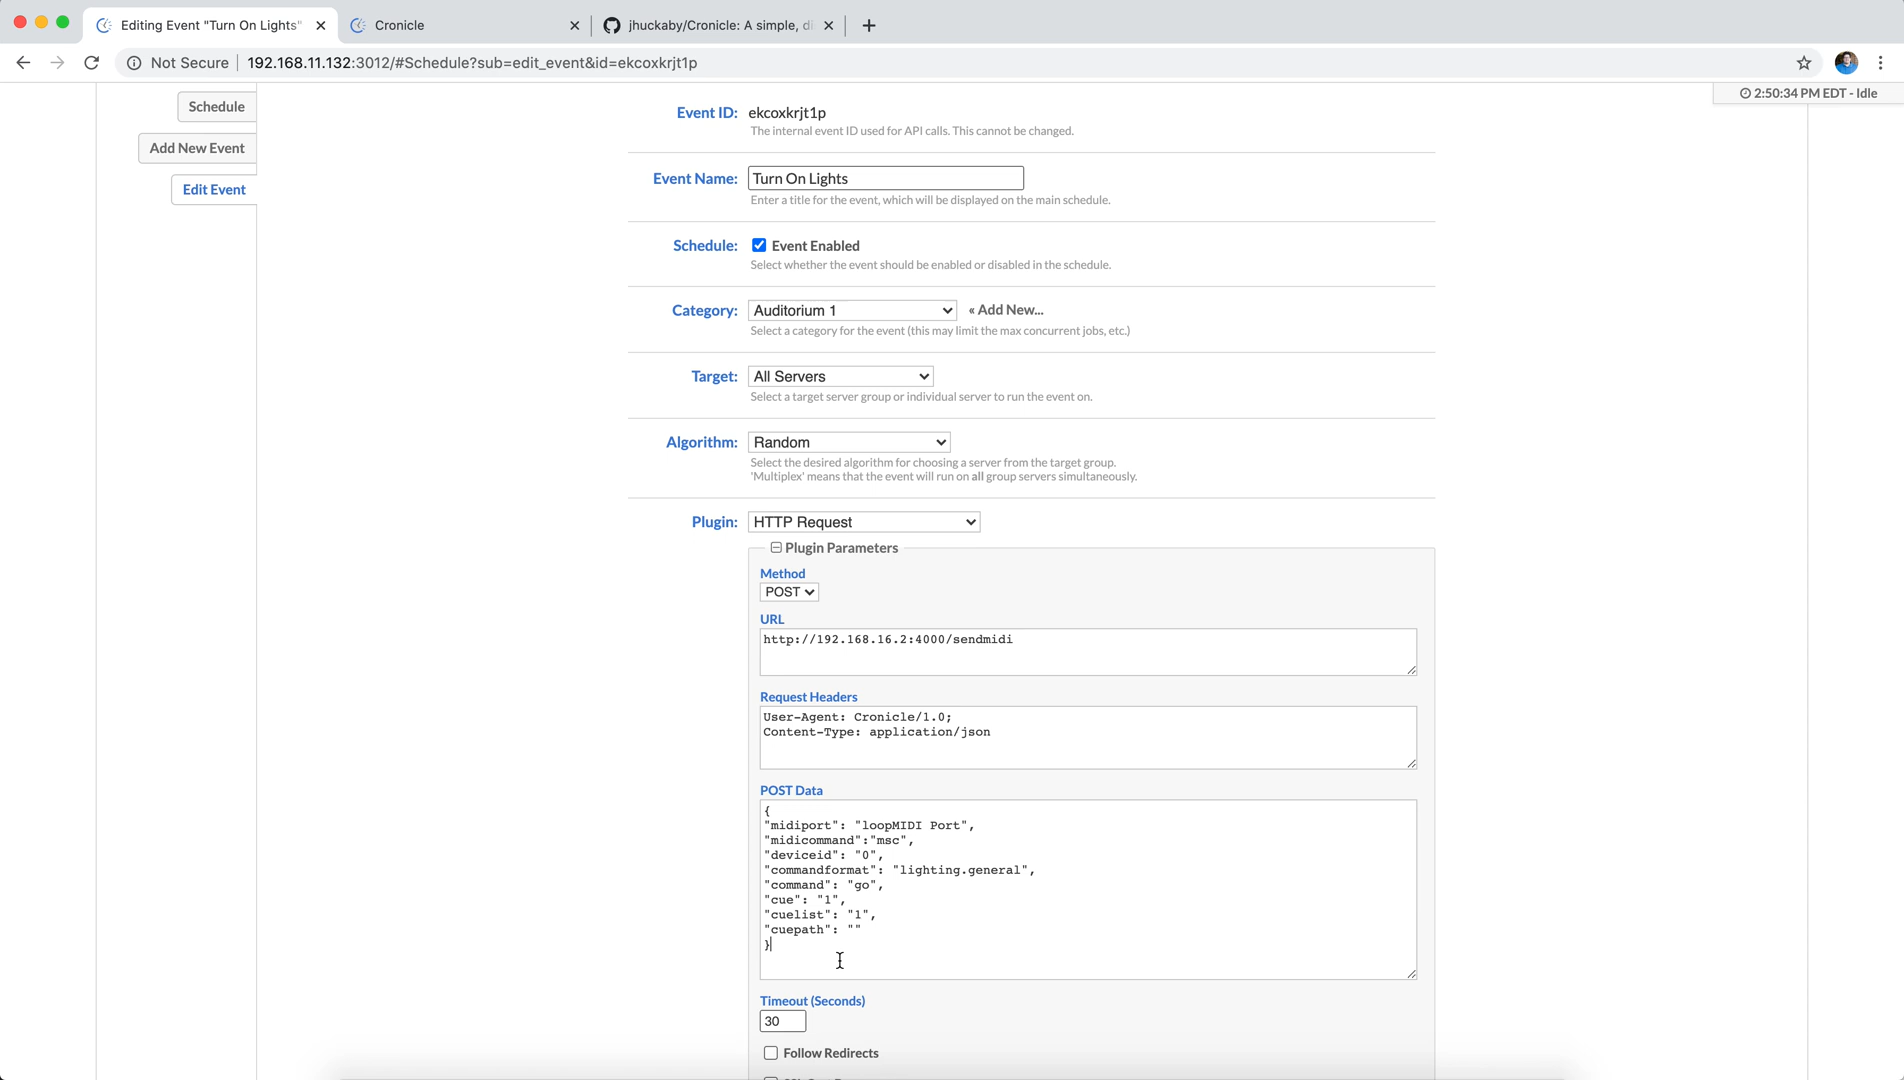 Editing Event "Turn On Lights"
Cronicle
jhuckaby/Cronicle: A simple, di
Not Secure
192.168.11.132:3012/#Schedule?sub=edit_event&id=ekcoxkrjt1p
2:50:34 PM EDT - Idle
Schedule
Add New Event
Edit Event
Event ID: ekcoxkrjt1p
The internal event ID used for API calls. This cannot be changed.
Event Name: Turn On Lights
Enter a title for the event, which will be displayed on the main schedule.
Schedule: Event Enabled
Select whether the event should be enabled or disabled in the schedule.
Category: Auditorium 1 « Add New...
Select a category for the event (this may limit the max concurrent jobs, etc.)
Target: All Servers
Select a target server group or individual server to run the event on.
Algorithm: Random
Select the desired algorithm for choosing a server from the target group.
'Multiplex' means that the event will run on all group servers simultaneously.
Plugin: HTTP Request
Plugin Parameters
Method
POST
URL
http://192.168.16.2:4000/sendmidi
Request Headers
User-Agent: Cronicle/1.0;
Content-Type: application/json
POST Data
{
"midiport": "loopMIDI Port",
"midicommand":"msc",
"deviceid": "0",
"commandformat": "lighting.general",
"command": "go",
"cue": "1",
"cuelist": "1",
"cuepath": ""
}
Timeout (Seconds)
30
Follow Redirects